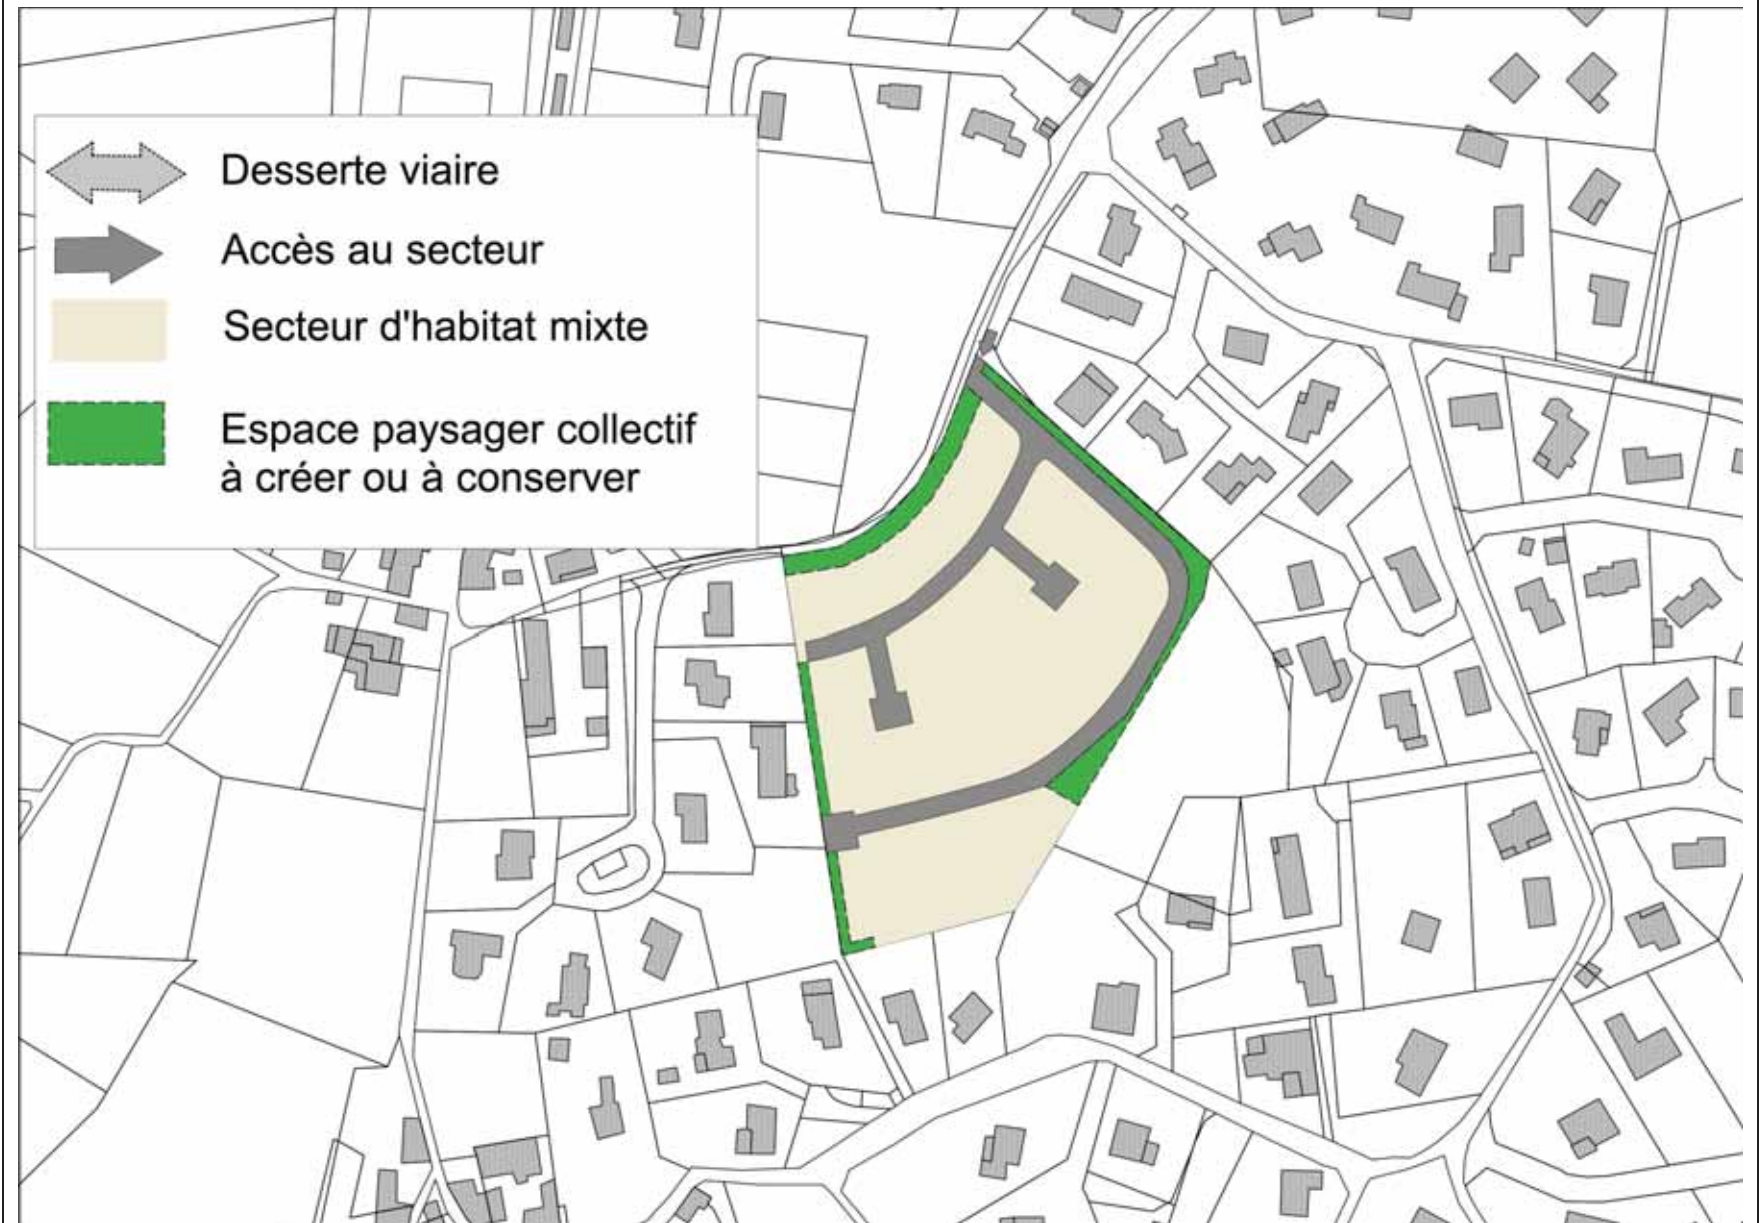 Desserte viaire
Accès au secteur
Secteur d'habitat mixte
Espace paysager collectif
à créer ou à conserver